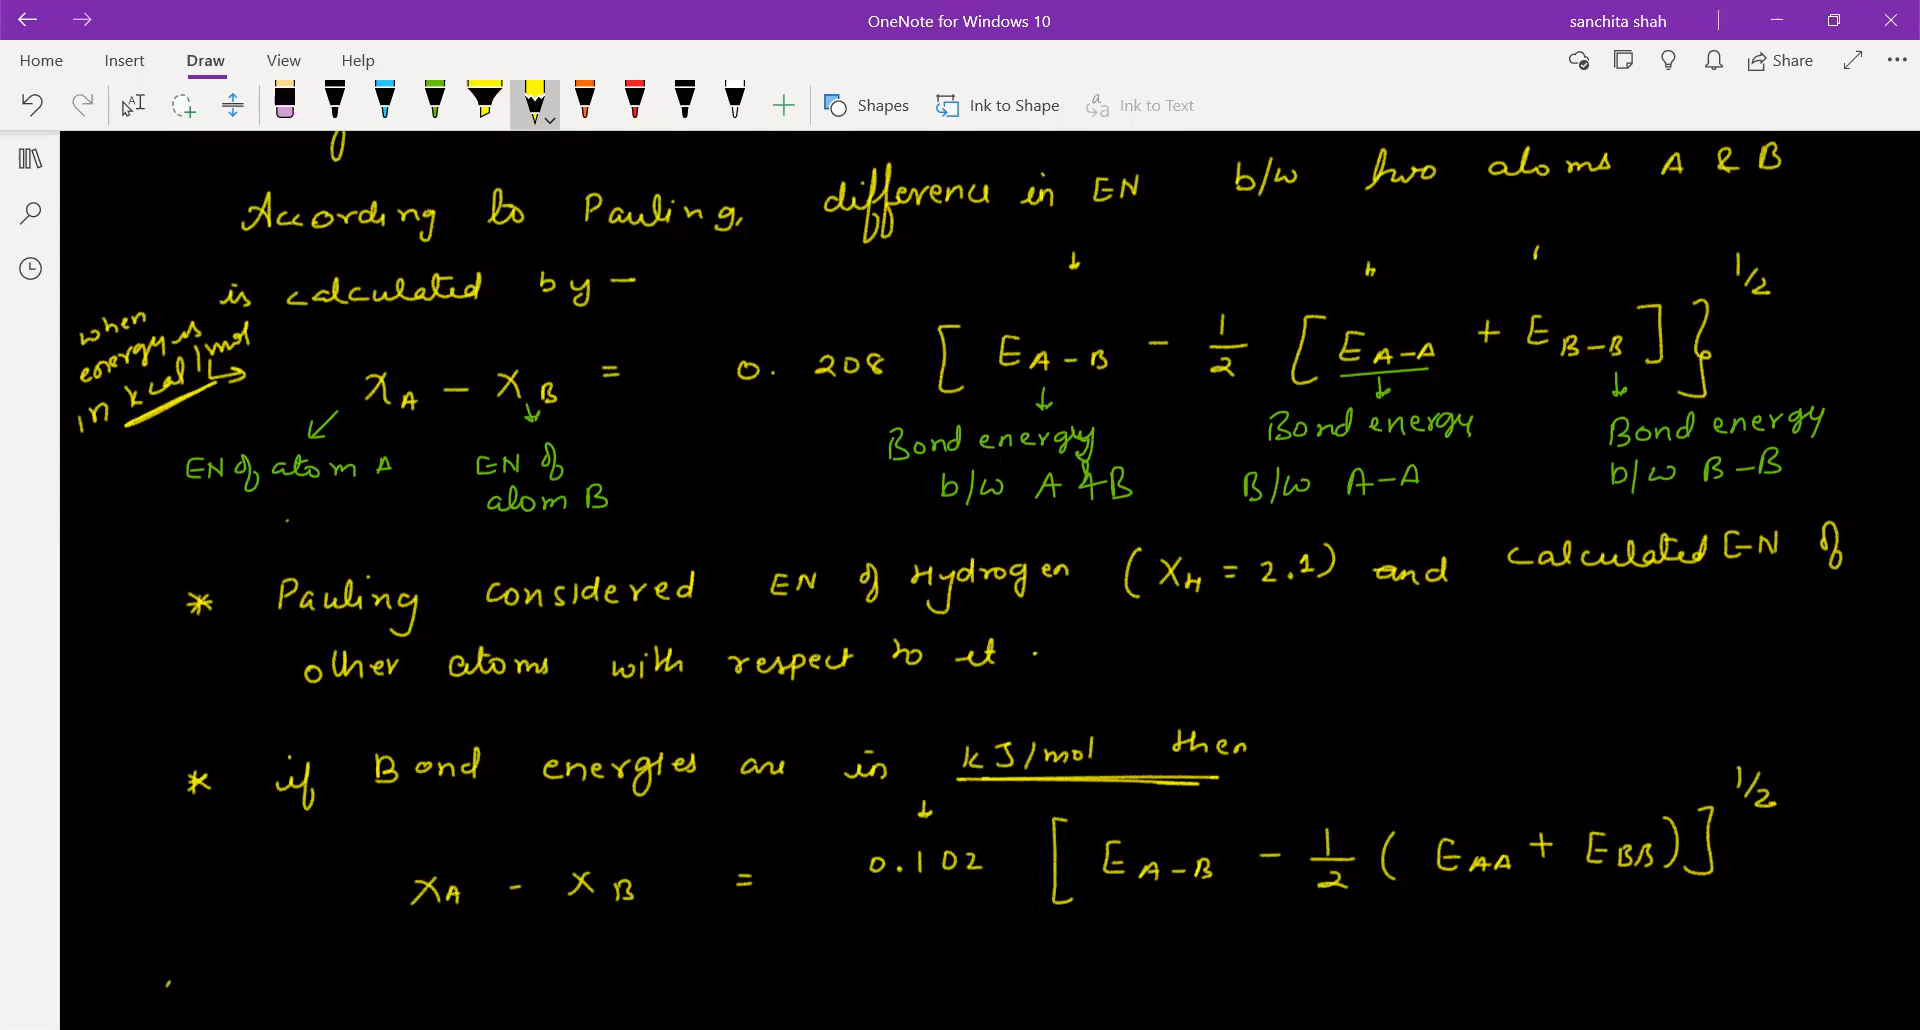 OneNote for Windows 10
sanchita shah
Home Insert Draw View Help
Share
Shapes Ink to Shape Ink to Text
According to Pauling, difference in EN b/w two atoms A & B
is calculated by -
when
energy is
in kcal/mol
χA - χB = 0.208 [ EA-B - 1/2 [ EA-A + EB-B ] }1/2
EN of atom A
EN of
atom B
Bond energy
b/w A & B
Bond energy
B/w A-A
Bond energy
b/w B-B
* Pauling considered EN of Hydrogen (XH = 2.1) and calculated EN of
other atoms with respect to it.
* if Bond energies are in kJ/mol then
χA - χB = 0.102 [ EA-B - 1/2 ( EAA + EBB ) ]1/2